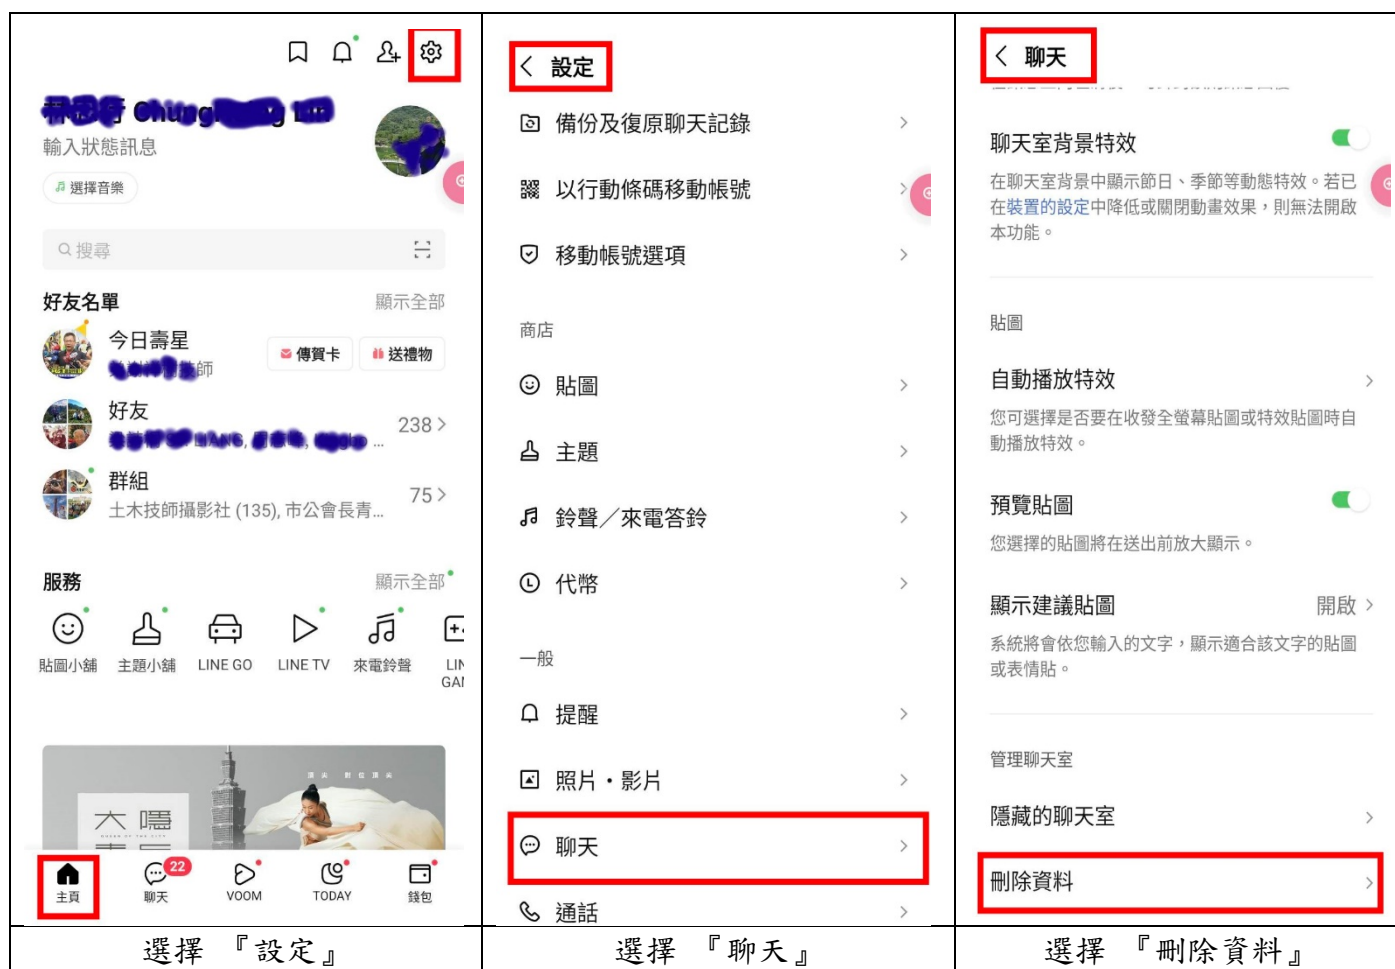 輸入狀態訊息
選擇音樂
搜尋
好友名單 顯示全部
今日壽星
師
傳賀卡 送禮物
好友
238
群組
土木技師攝影社 (135), 市公會長青... 75
服務 顯示全部
貼圖小舖 主題小舖 LINE GO LINE TV 來電鈴聲 LIN
GAM
頂尖 對位頂尖
大隱
22
主頁 聊天 VOOM TODAY 錢包
選擇 『設定』
設定
備份及復原聊天記錄
以行動條碼移動帳號
移動帳號選項
商店
貼圖
主題
鈴聲／來電答鈴
代幣
一般
提醒
照片・影片
聊天
通話
選擇 『聊天』
聊天
聊天室背景特效
在聊天室背景中顯示節日、季節等動態特效。若已
在裝置的設定中降低或關閉動畫效果，則無法開啟
本功能。
貼圖
自動播放特效
您可選擇是否要在收發全螢幕貼圖或特效貼圖時自
動播放特效。
預覽貼圖
您選擇的貼圖將在送出前放大顯示。
顯示建議貼圖 開啟
系統將會依您輸入的文字，顯示適合該文字的貼圖
或表情貼。
管理聊天室
隱藏的聊天室
刪除資料
選擇 『刪除資料』